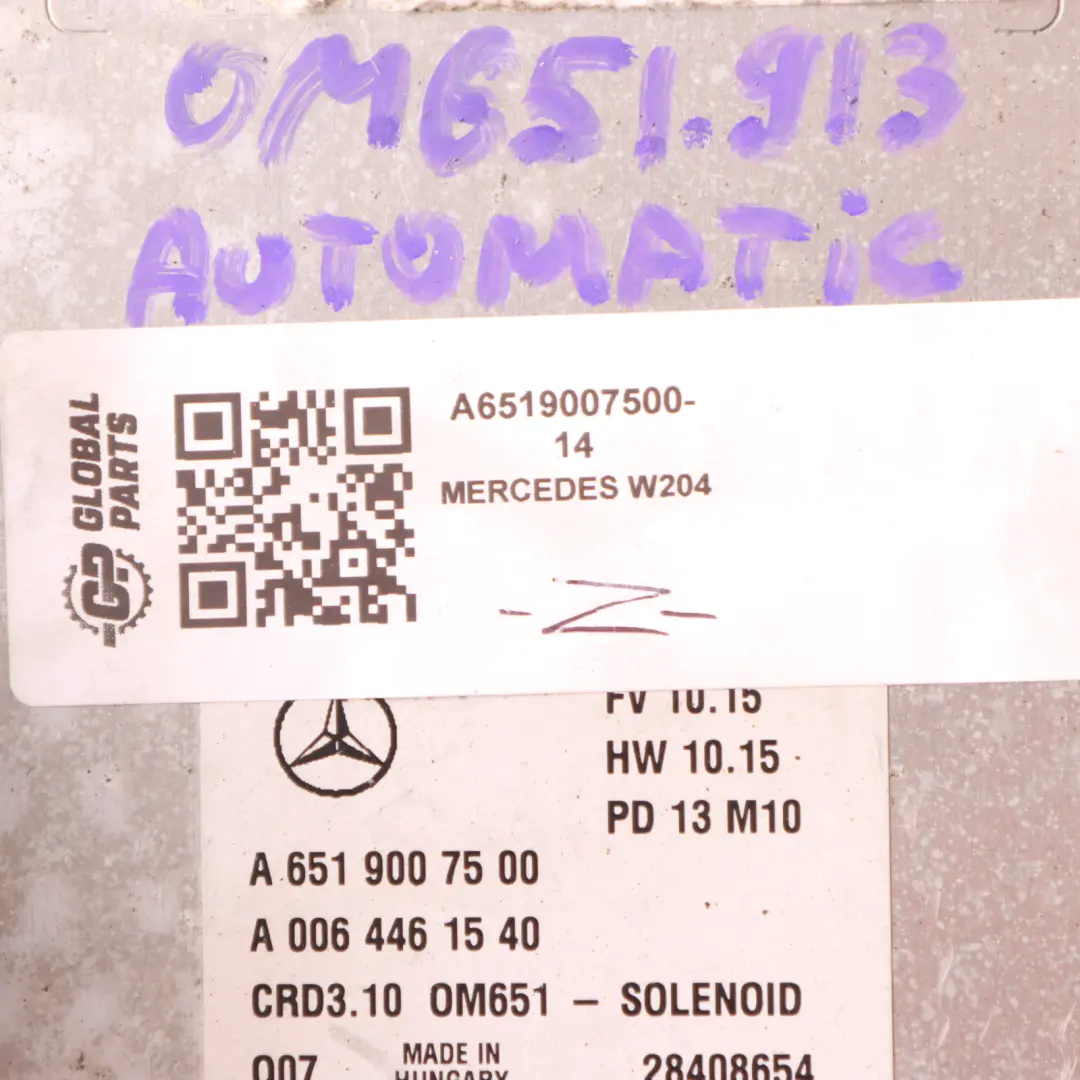 OM651.913
AUTOMATiC
GLOBAL
PARTS
A6519007500-
14
MERCEDES W204
-Z-
FV 10.15
HW 10.15
PD 13 M10
A 651 900 75 00
A 006 446 15 40
CRD3.10 OM651 – SOLENOID
007
MADE IN
HUNGARY
28408654